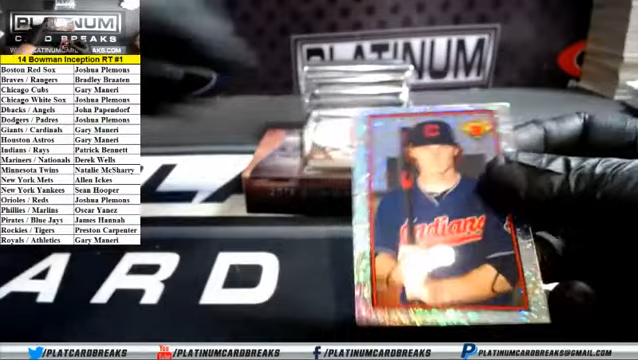 PLATINUM
CARD BREAKS
PLATINUM
14 Bowman Inception RT #1
Boston Red Sox Joshua Plemons
Braves / Rangers Bradley Braaten
Chicago Cubs Gary Maneri
Chicago White Sox Joshua Plemons
Dbacks / Angels John Papendorf
Dodgers / Padres Joshua Plemons
Giants / Cardinals Gary Maneri
Houston Astros Gary Maneri
Indians / Rays Patrick Bennett
Mariners / Nationals Derek Wells
Minnesota Twins Natalie McSharry
New York Mets Allen Ickes
New York Yankees Sean Hooper
Orioles / Reds Joshua Plemons
Phillies / Marlins Oscar Yanez
Pirates / Blue Jays James Hannah
Rockies / Tigers Preston Carpenter
Royals / Athletics Gary Maneri
Indians
ARD
/PLATCARDBREAKS
/PLATINUMCARDBREAKS
/PLATINUMCARDBREAKS
/PLATINUMCARDBREAKS@GMAIL.COM